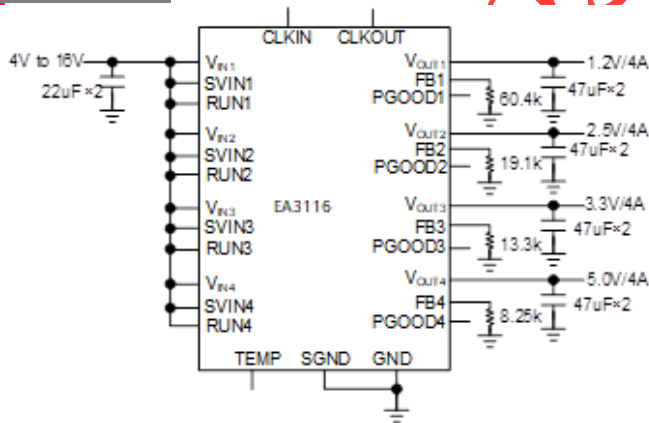 CLKIN CLKOUT
4V to 16V
22uF×2
VIN1
SVIN1
RUN1
VIN2
SVIN2
RUN2
VIN3
SVIN3
RUN3
VIN4
SVIN4
RUN4
EA3116
VOUT1
FB1
PGOOD1
60.4k
47uF×2
1.2V/4A
VOUT2
FB2
PGOOD2
19.1k
47uF×2
2.5V/4A
VOUT3
FB3
PGOOD3
13.3k
47uF×2
3.3V/4A
VOUT4
FB4
PGOOD4
8.25k
47uF×2
5.0V/4A
TEMP SGND GND